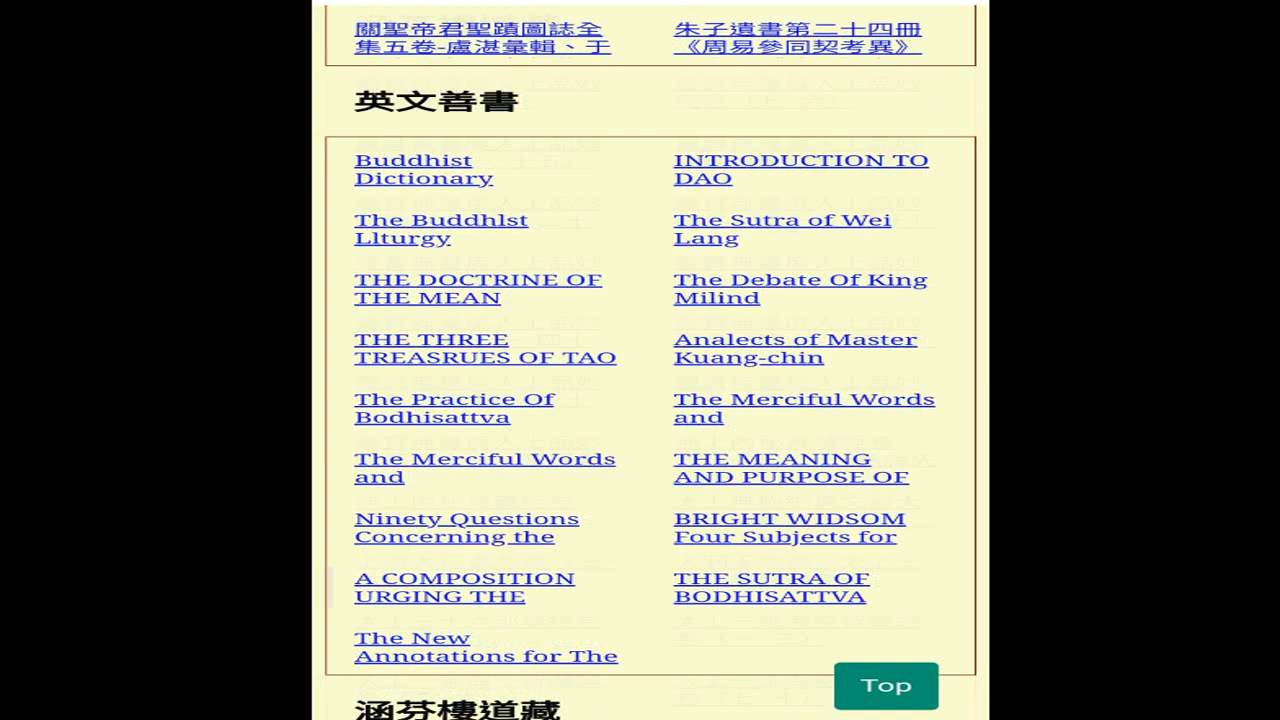 關聖帝君聖蹟圖誌全
集五卷-盧湛彙輯、于
朱子遺書第二十四冊
《周易參同契考異》
英文善書
Buddhist
Dictionary
INTRODUCTION TO
DAO
The Buddhlst
Llturgy
The Sutra of Wei
Lang
THE DOCTRINE OF
THE MEAN
The Debate Of King
Milind
THE THREE
TREASRUES OF TAO
Analects of Master
Kuang-chin
The Practice Of
Bodhisattva
The Merciful Words
and
The Merciful Words
and
THE MEANING
AND PURPOSE OF
Ninety Questions
Concerning the
BRIGHT WIDSOM
Four Subjects for
A COMPOSITION
URGING THE
THE SUTRA OF
BODHISATTVA
The New
Annotations for The
Top
涵芬樓道藏